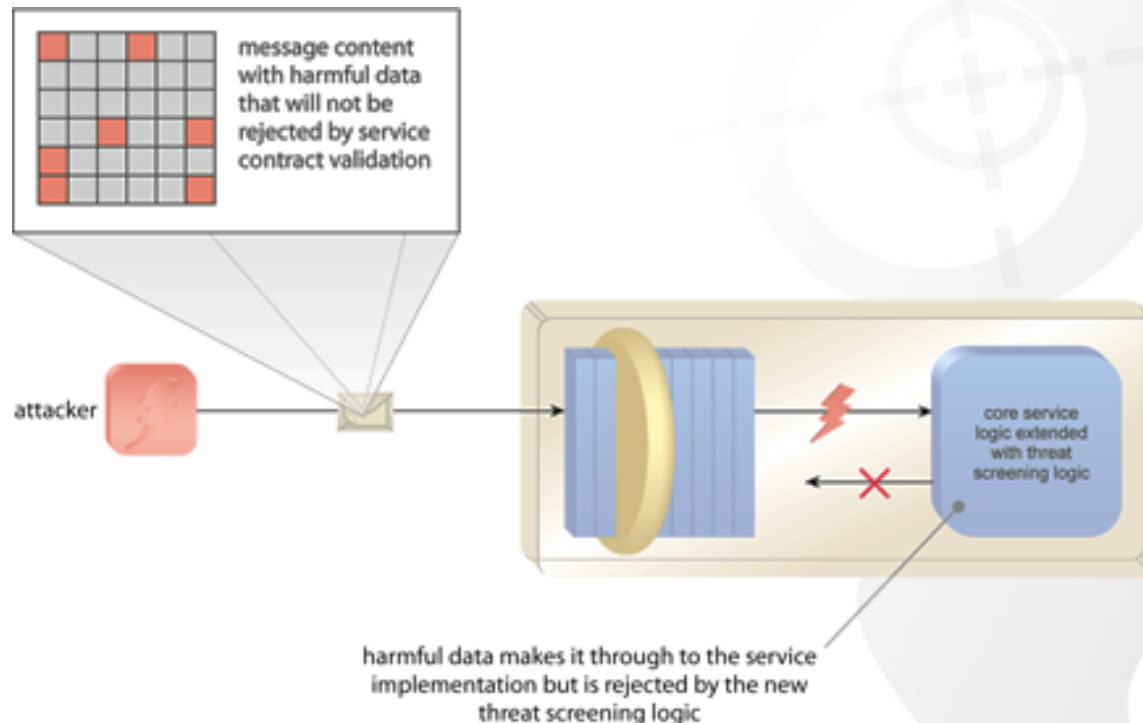 message content
with harmful data
that will not be
rejected by service
contract validation
attacker
core service
logic extended
with threat
screening logic
harmful data makes it through to the service
implementation but is rejected by the new
threat screening logic